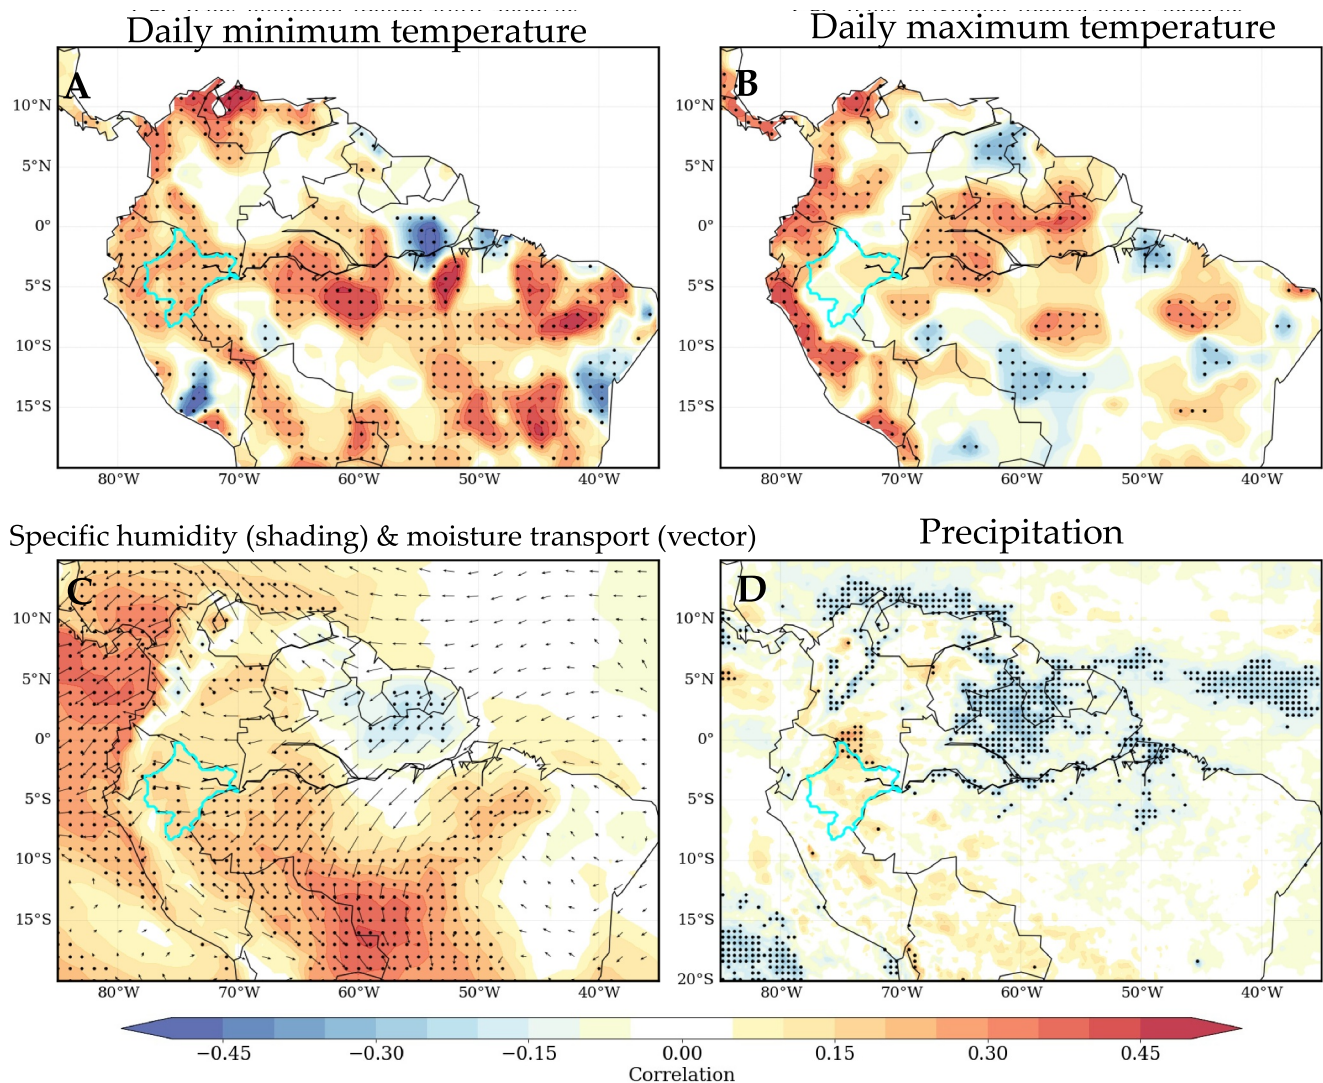 Daily minimum temperature
Daily maximum temperature
A
B
10°N
5°N
0°
5°S
10°S
15°S
10°N
5°N
0°
5°S
10°S
15°S
80°W 70°W 60°W 50°W 40°W
80°W 70°W 60°W 50°W 40°W
Specific humidity (shading) & moisture transport (vector)
Precipitation
C
D
10°N
5°N
0°
5°S
10°S
15°S
10°N
5°N
0°
5°S
10°S
15°S
20°S
80°W 70°W 60°W 50°W 40°W
80°W 70°W 60°W 50°W 40°W
−0.45 −0.30 −0.15 0.00 0.15 0.30 0.45
Correlation